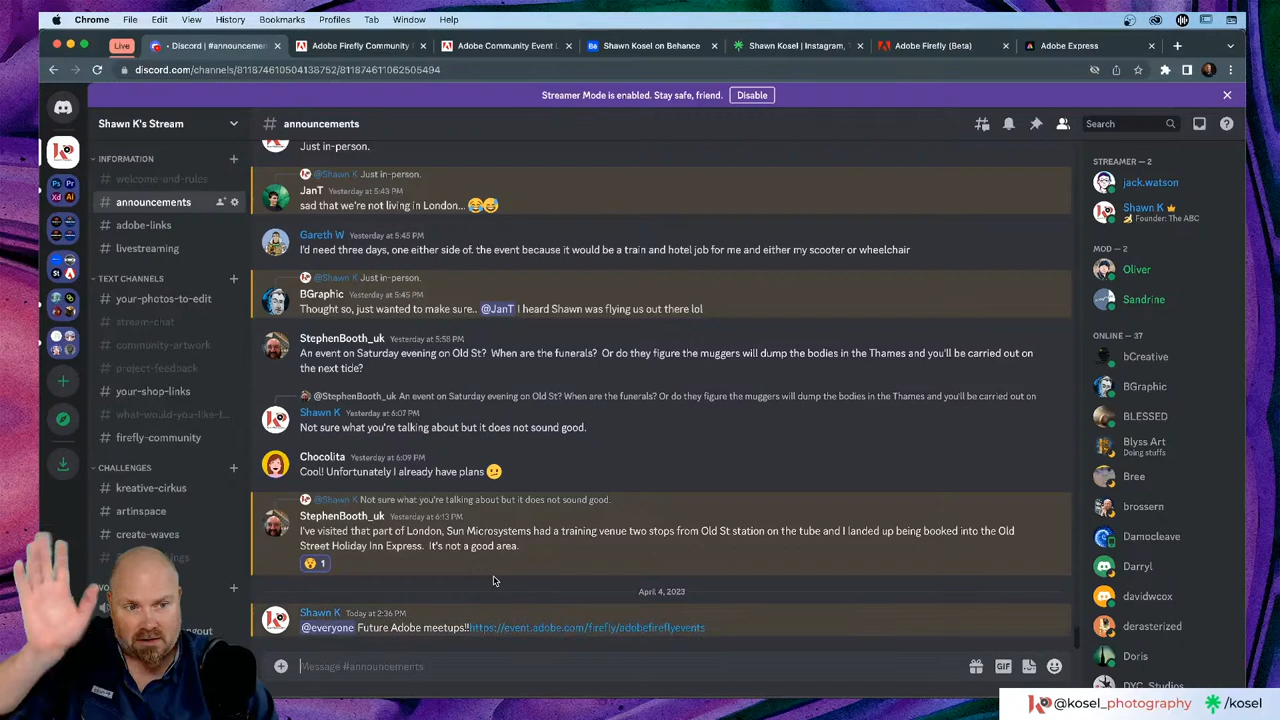 Chrome File Edit View History Bookmarks Profiles Tab Window Help
Live
• Discord | #announcemen
Adobe Firefly Community
Adobe Community Event L
Shawn Kosel on Behance
Shawn Kosel | Instagram, T
Adobe Firefly (Beta)
Adobe Express
discord.com/channels/811874610504138752/811874611062505494
Streamer Mode is enabled. Stay safe, friend. Disable
Shawn K's Stream
# announcements
Search
INFORMATION
# welcome-and-rules
# announcements
# adobe-links
# livestreaming
TEXT CHANNELS
# your-photos-to-edit
# stream-chat
# community-artwork
# project-feedback
# your-shop-links
# what-would-you-like-t...
# firefly-community
CHALLENGES
# kreative-cirkus
# artinspace
# create-waves
Just in-person.
@Shawn K Just in-person.
JanT Yesterday at 5:43 PM
sad that we're not living in London... 😂😅
Gareth W Yesterday at 5:45 PM
I'd need three days, one either side of. the event because it would be a train and hotel job for me and either my scooter or wheelchair
@Shawn K Just in-person.
BGraphic Yesterday at 5:45 PM
Thought so, just wanted to make sure.. @JanT I heard Shawn was flying us out there lol
StephenBooth_uk Yesterday at 5:58 PM
An event on Saturday evening on Old St? When are the funerals? Or do they figure the muggers will dump the bodies in the Thames and you'll be carried out on
the next tide?
@StephenBooth_uk An event on Saturday evening on Old St? When are the funerals? Or do they figure the muggers will dump the bodies in the Thames and you'll be carried out on
Shawn K Yesterday at 6:07 PM
Not sure what you're talking about but it does not sound good.
Chocolita Yesterday at 6:09 PM
Cool! Unfortunately I already have plans 😕
@Shawn K Not sure what you're talking about but it does not sound good.
StephenBooth_uk Yesterday at 6:13 PM
I've visited that part of London, Sun Microsystems had a training venue two stops from Old St station on the tube and I landed up being booked into the Old
Street Holiday Inn Express. It's not a good area.
😮 1
April 4, 2023
Shawn K Today at 2:36 PM
@everyone Future Adobe meetups!!https://event.adobe.com/firefly/adobefireflyevents
Message #announcements
GIF
STREAMER — 2
jack.watson
Shawn K
Founder: The ABC
MOD — 2
Oliver
Sandrine
ONLINE — 37
bCreative
BGraphic
BLESSED
Blyss Art
Doing stuffs
Bree
brossern
Damocleave
Darryl
davidwcox
derasterized
Doris
DYC_Studios
@kosel_photography
/kosel